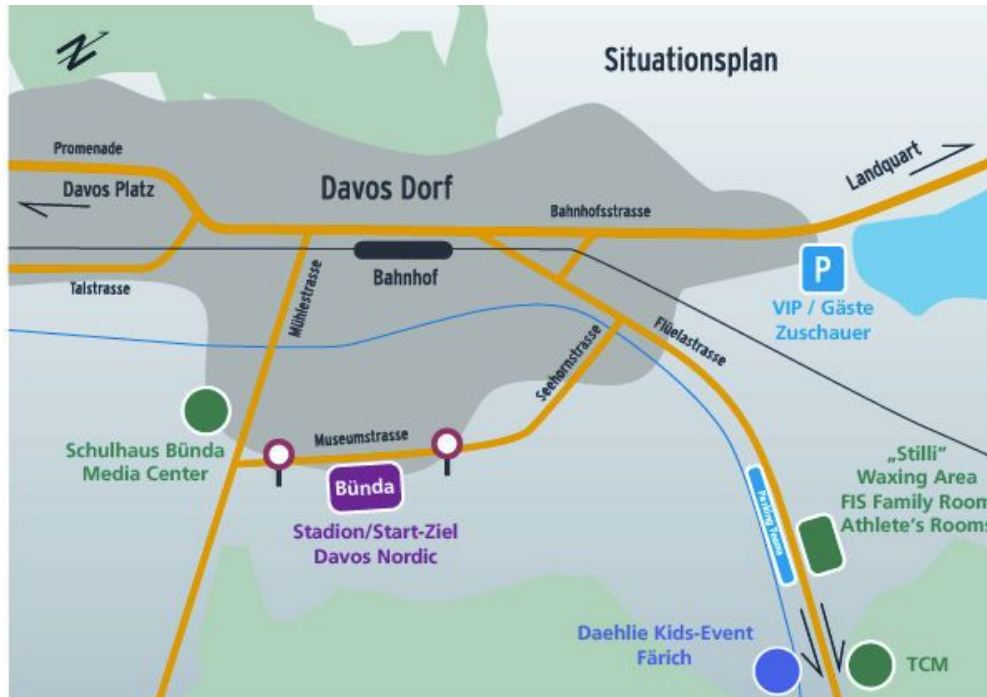 N
Situationsplan
Promenade
Davos Platz
Davos Dorf
Bahnhofsstrasse
Landquart
Talstrasse
Bahnhof
Mühlestrasse
P
VIP / Gäste
Zuschauer
Flüelastrasse
Seehornstrasse
Schulhaus Bünda
Media Center
Museumstrasse
Bünda
Stadion/Start-Ziel
Davos Nordic
Parking Teams
„Stilli"
Waxing Area
FIS Family Room
Athlete's Rooms
Daehlie Kids-Event
Färich
TCM